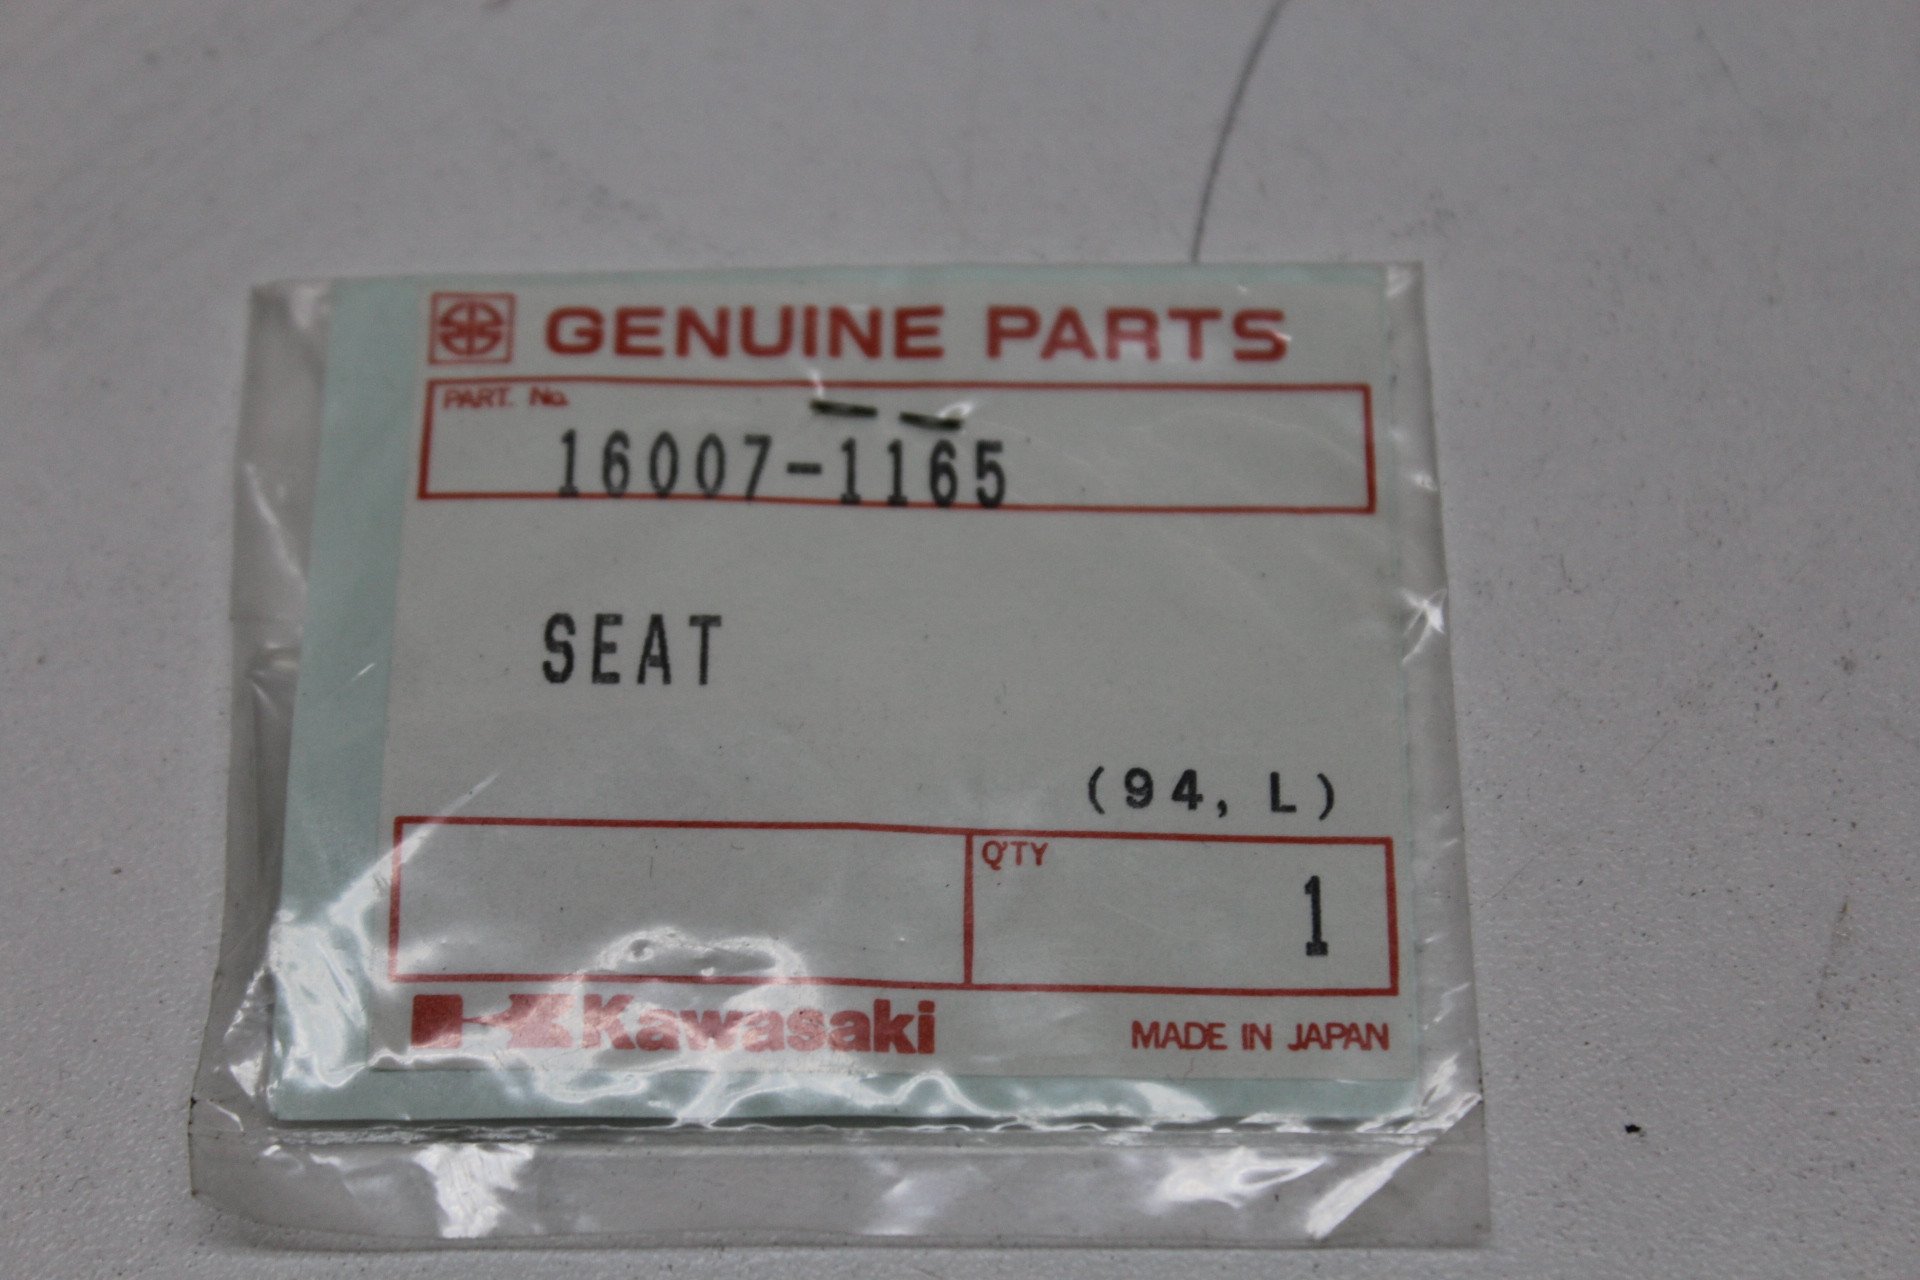 GENUINE PARTS
PART. No.
16007-1165
SEAT
(94, L)
Q'TY
1
Kawasaki
MADE IN JAPAN